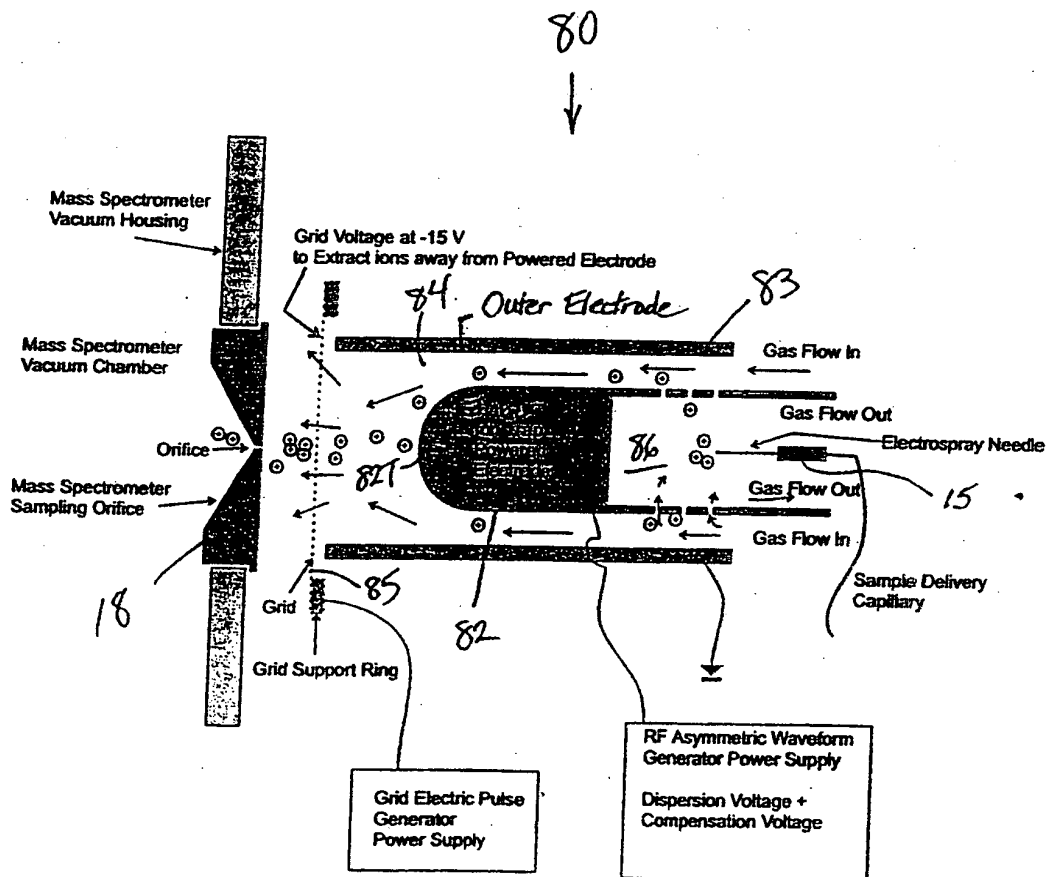 80
Mass Spectrometer
Vacuum Housing
Grid Voltage at -15 V
to Extract ions away from Powered Electrode
84
Outer Electrode
83
Mass Spectrometer
Vacuum Chamber
Gas Flow In
Gas Flow Out
Electrospray Needle
Orifice
82T
Powered
Electrode
86
Mass Spectrometer
Sampling Orifice
Gas Flow Out
15
Gas Flow In
18
Grid
85
82
Sample Delivery
Capillary
Grid Support Ring
RF Asymmetric Waveform
Generator Power Supply
Dispersion Voltage +
Compensation Voltage
Grid Electric Pulse
Generator
Power Supply